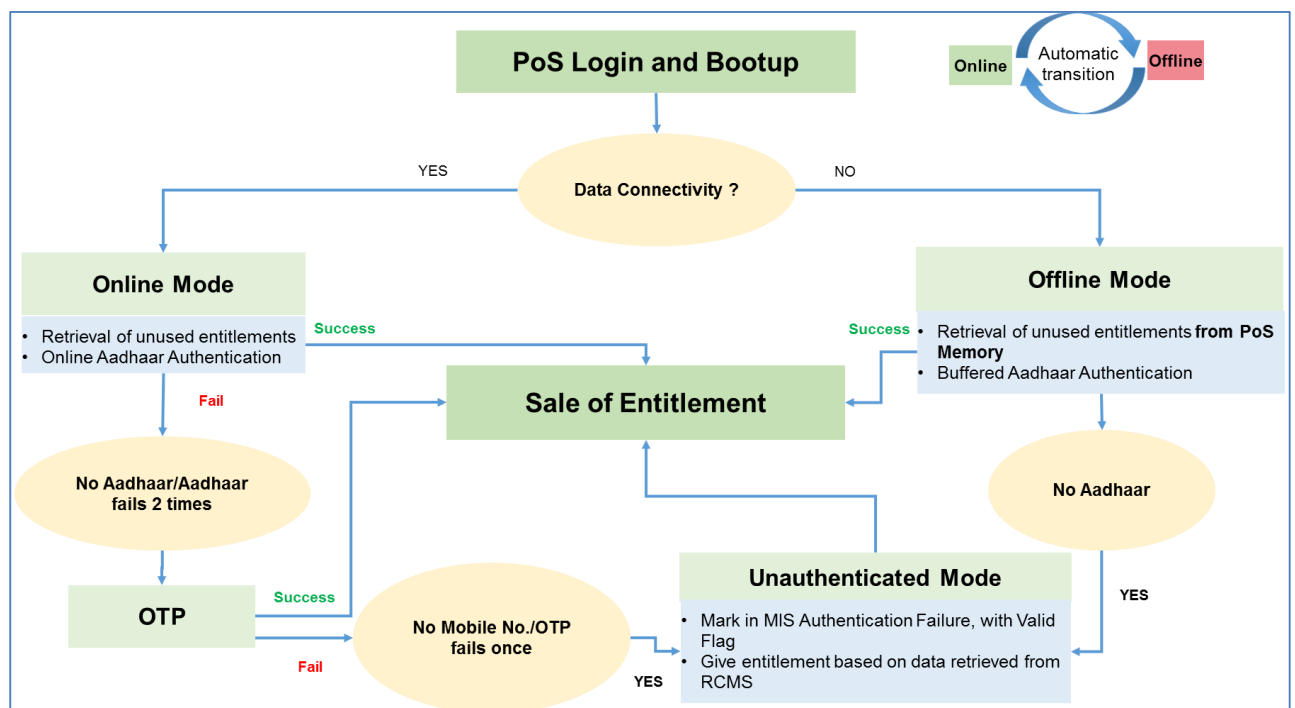 PoS Login and Bootup
Online
Automatic
transition
Offline
YES
Data Connectivity ?
NO
Online Mode
• Retrieval of unused entitlements
• Online Aadhaar Authentication
Success
Success
Offline Mode
• Retrieval of unused entitlements from PoS
Memory
• Buffered Aadhaar Authentication
Fail
Sale of Entitlement
No Aadhaar/Aadhaar
fails 2 times
No Aadhaar
OTP
Success
Fail
No Mobile No./OTP
fails once
YES
Unauthenticated Mode
• Mark in MIS Authentication Failure, with Valid
Flag
• Give entitlement based on data retrieved from
RCMS
YES